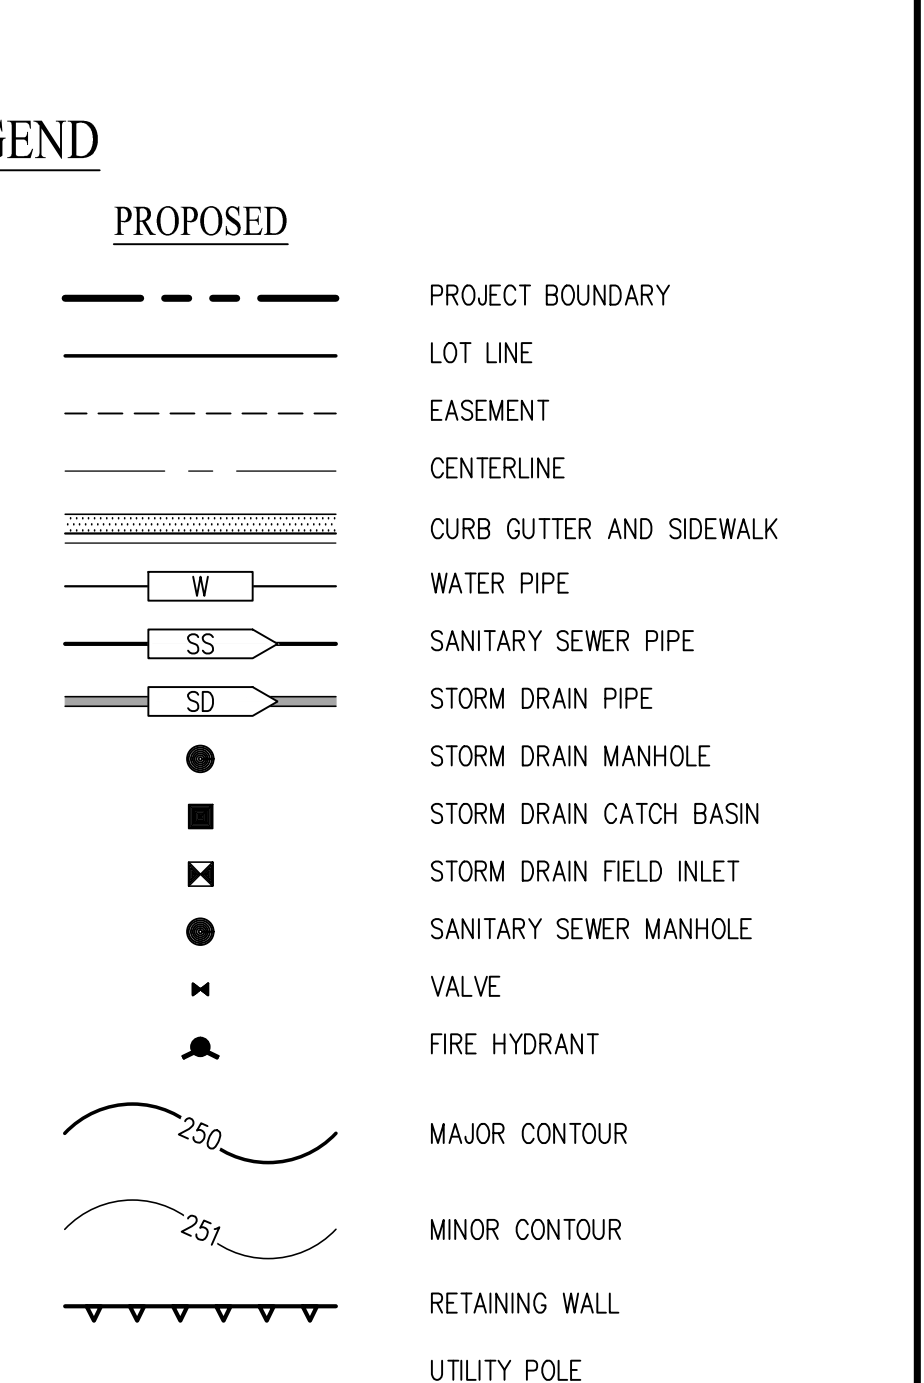 GEND
PROPOSED
PROJECT BOUNDARY
LOT LINE
EASEMENT
CENTERLINE
CURB GUTTER AND SIDEWALK
W WATER PIPE
SS SANITARY SEWER PIPE
SD STORM DRAIN PIPE
STORM DRAIN MANHOLE
STORM DRAIN CATCH BASIN
STORM DRAIN FIELD INLET
SANITARY SEWER MANHOLE
VALVE
FIRE HYDRANT
250 MAJOR CONTOUR
251 MINOR CONTOUR
RETAINING WALL
UTILITY POLE